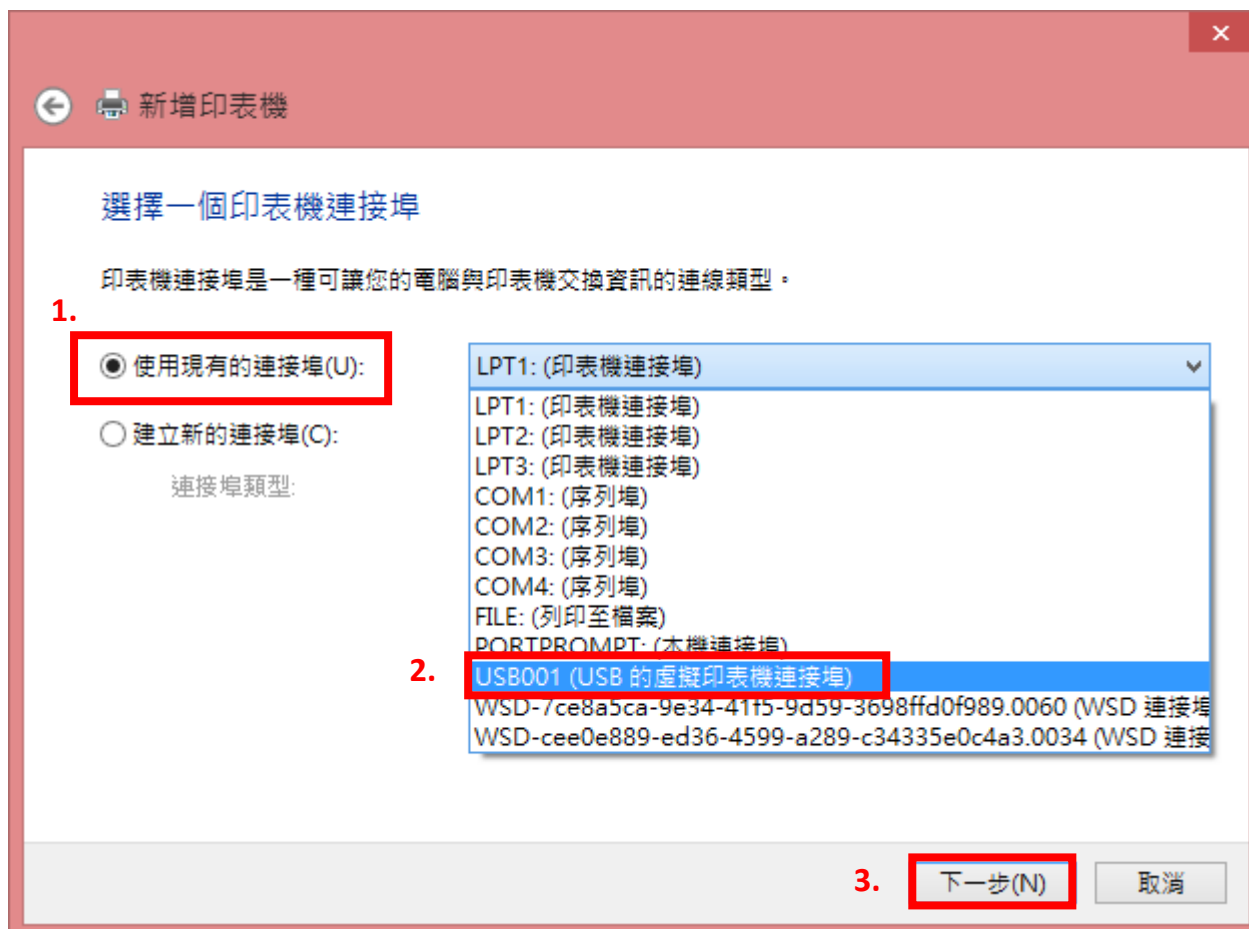 新增印表機
選擇一個印表機連接埠
印表機連接埠是一種可讓您的電腦與印表機交換資訊的連線類型。
1.
使用現有的連接埠(U):
LPT1: (印表機連接埠)
LPT1: (印表機連接埠)
建立新的連接埠(C):
LPT2: (印表機連接埠)
LPT3: (印表機連接埠)
連接埠類型:
COM1: (序列埠)
COM2: (序列埠)
COM3: (序列埠)
COM4: (序列埠)
FILE: (列印至檔案)
PORTPROMPT: (本機連接埠)
2.
USB001 (USB 的虛擬印表機連接埠)
WSD-7ce8a5ca-9e34-41f5-9d59-3698ffd0f989.0060 (WSD 連接埠
WSD-cee0e889-ed36-4599-a289-c34335e0c4a3.0034 (WSD 連接
3.
下一步(N)
取消